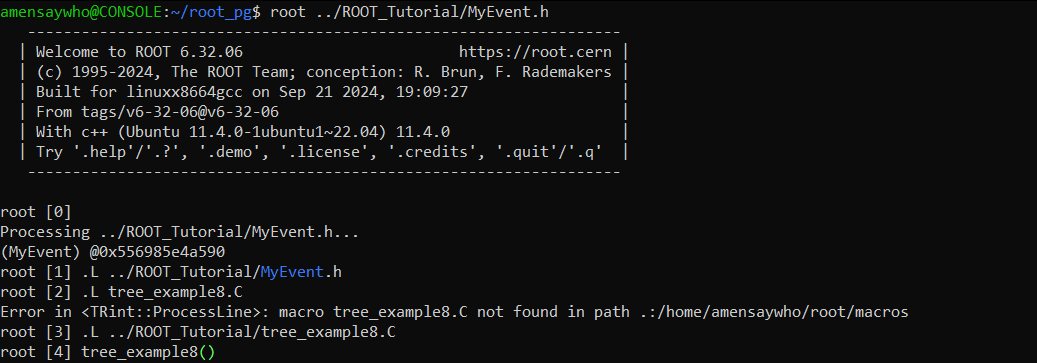 amensaywho@CONSOLE:~/root_pg$ root ../ROOT_Tutorial/MyEvent.h
   ------------------------------------------------------------------
  | Welcome to ROOT 6.32.06                        https://root.cern |
  | (c) 1995-2024, The ROOT Team; conception: R. Brun, F. Rademakers |
  | Built for linuxx8664gcc on Sep 21 2024, 19:09:27                 |
  | From tags/v6-32-06@v6-32-06                                      |
  | With c++ (Ubuntu 11.4.0-1ubuntu1~22.04) 11.4.0                   |
  | Try '.help'/'.?', '.demo', '.license', '.credits', '.quit'/'.q'  |
   ------------------------------------------------------------------
root [0]
Processing ../ROOT_Tutorial/MyEvent.h...
(MyEvent) @0x556985e4a590
root [1] .L ../ROOT_Tutorial/MyEvent.h
root [2] .L tree_example8.C
Error in <TRint::ProcessLine>: macro tree_example8.C not found in path .:/home/amensaywho/root/macros
root [3] .L ../ROOT_Tutorial/tree_example8.C
root [4] tree_example8()